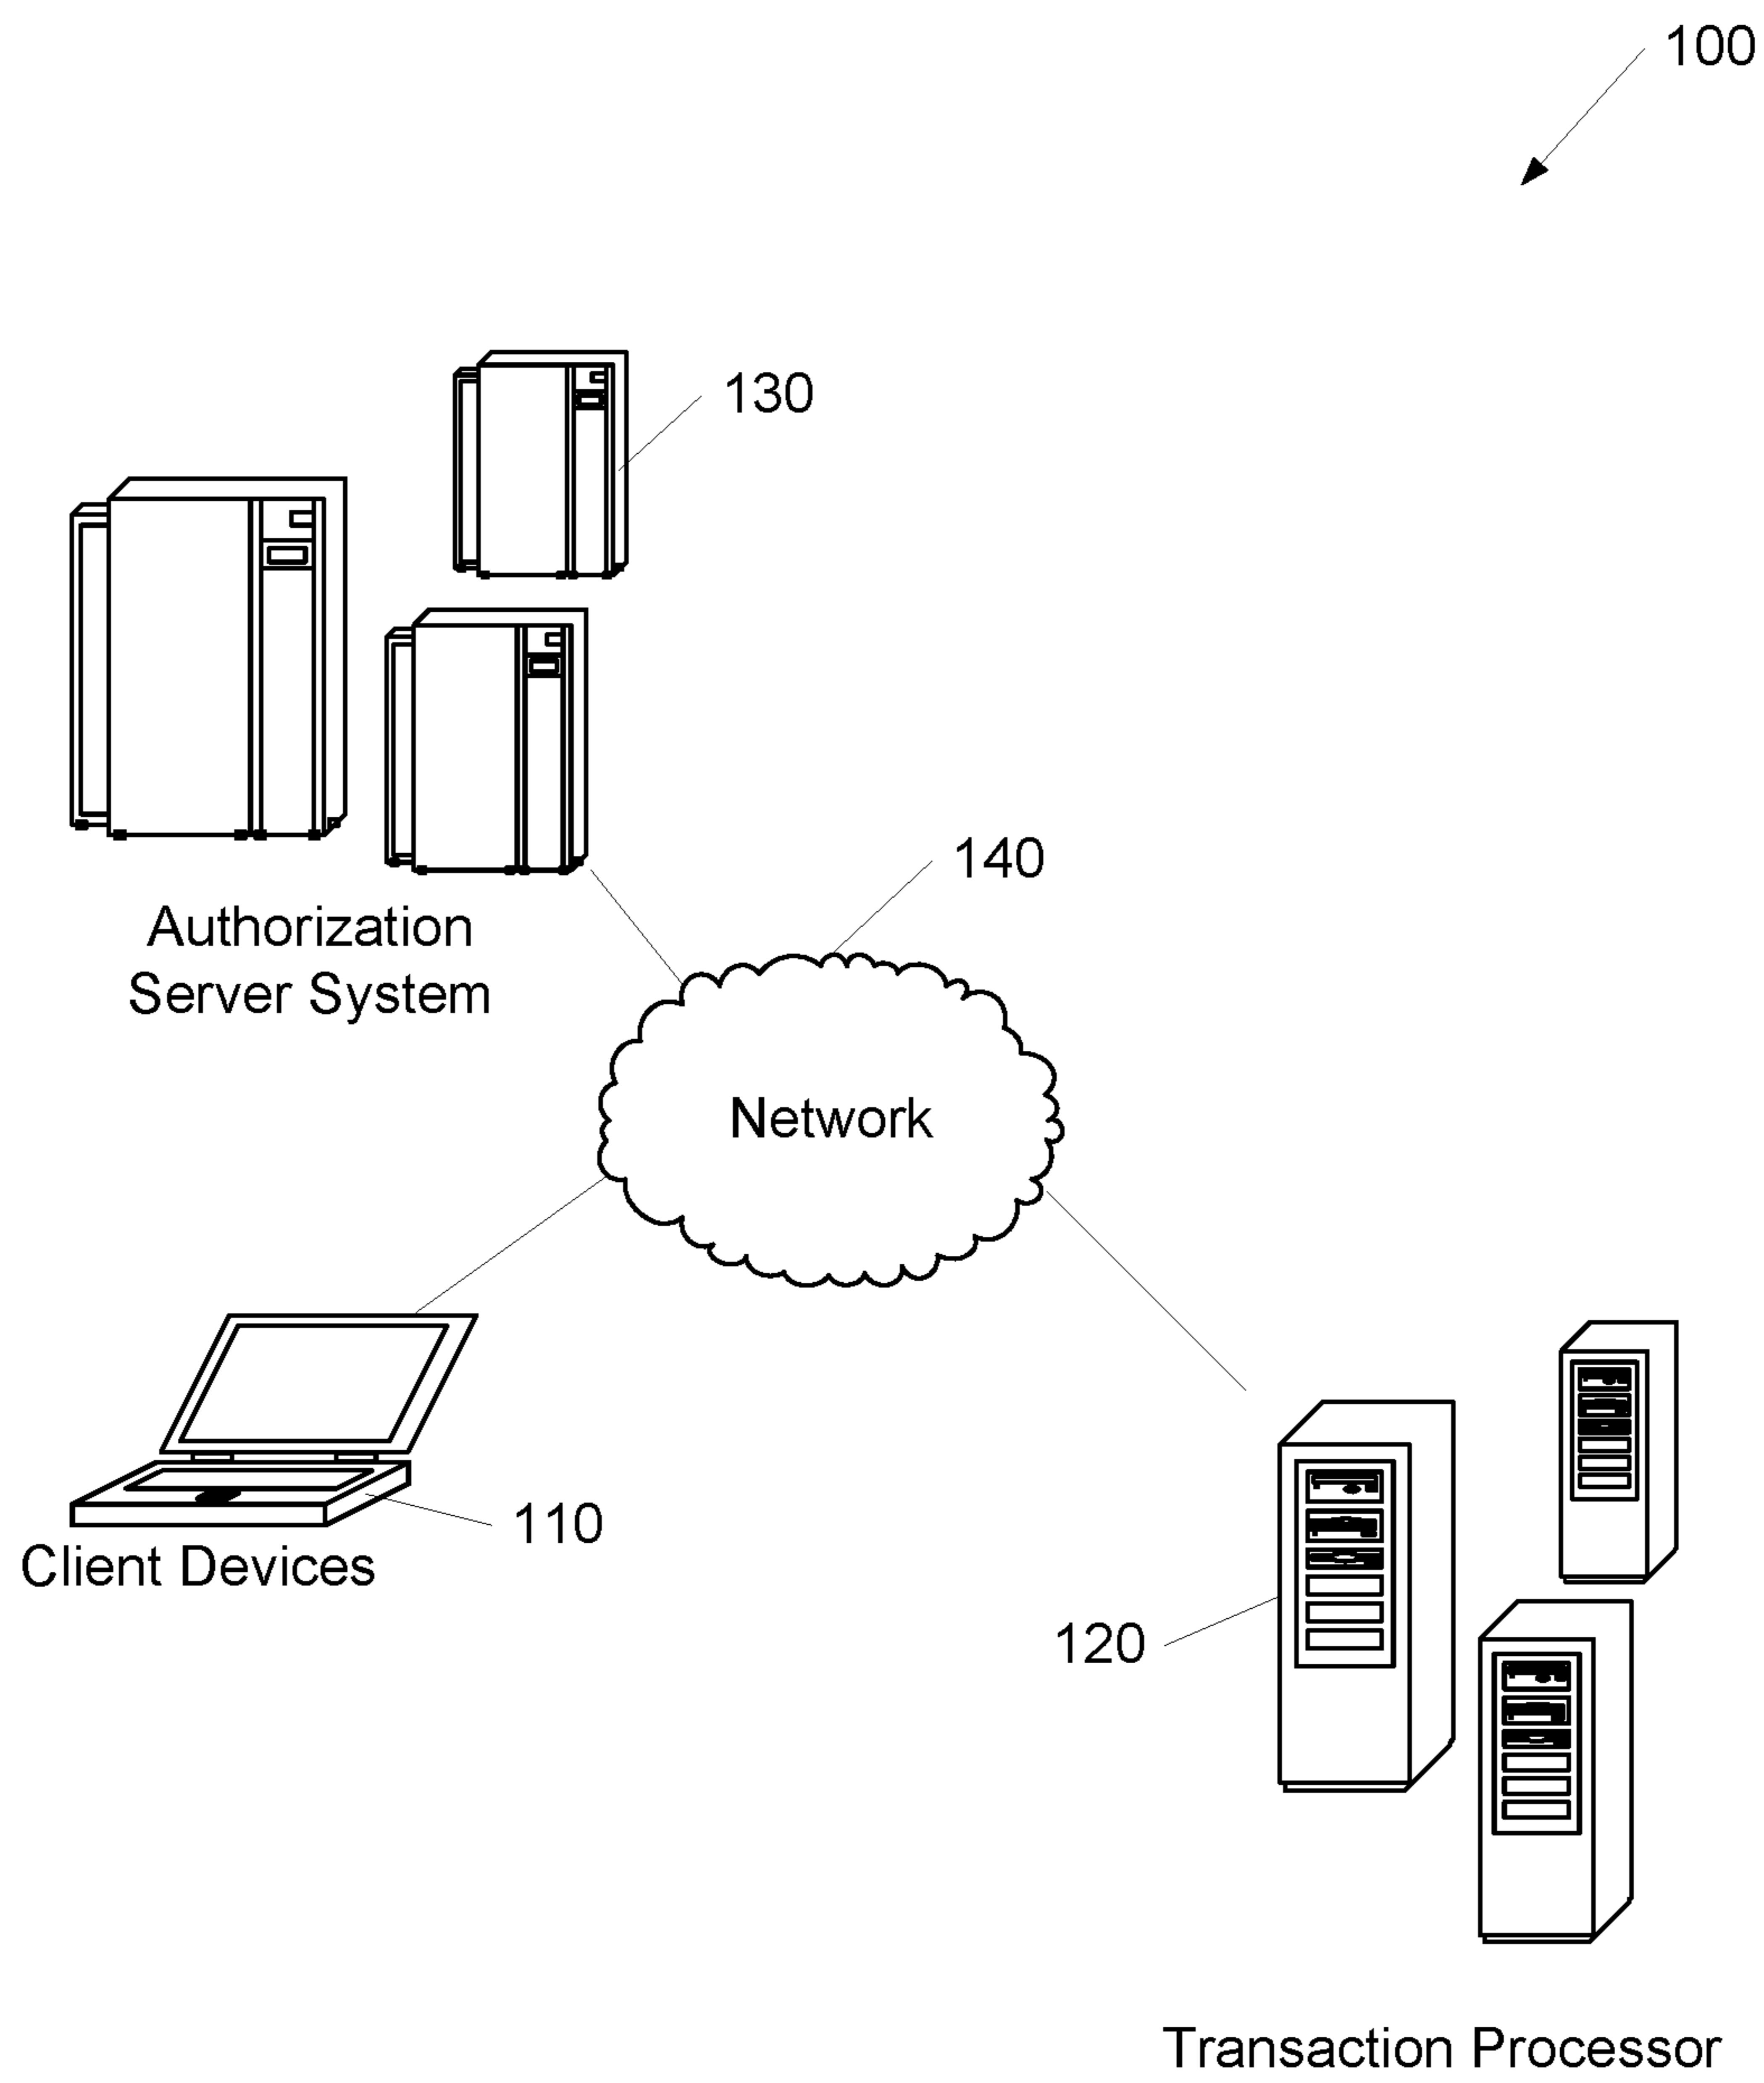 100
130
140
Authorization
Server System
Network
110
Client Devices
120
Transaction Processor